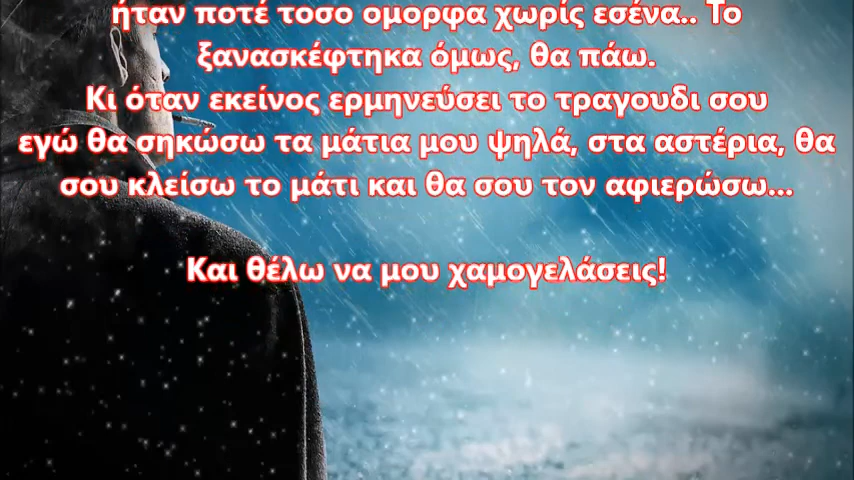 ήταν ποτέ τοσο ομορφα χωρίς εσένα.. Το
ξανασκέφτηκα όμως, θα πάω.
Κι όταν εκείνος ερμηνεύσει το τραγουδι σου
εγώ θα σηκώσω τα μάτια μου ψηλά, στα αστέρια, θα
σου κλείσω το μάτι και θα σου τον αφιερώσω...
Και θέλω να μου χαμογελάσεις!